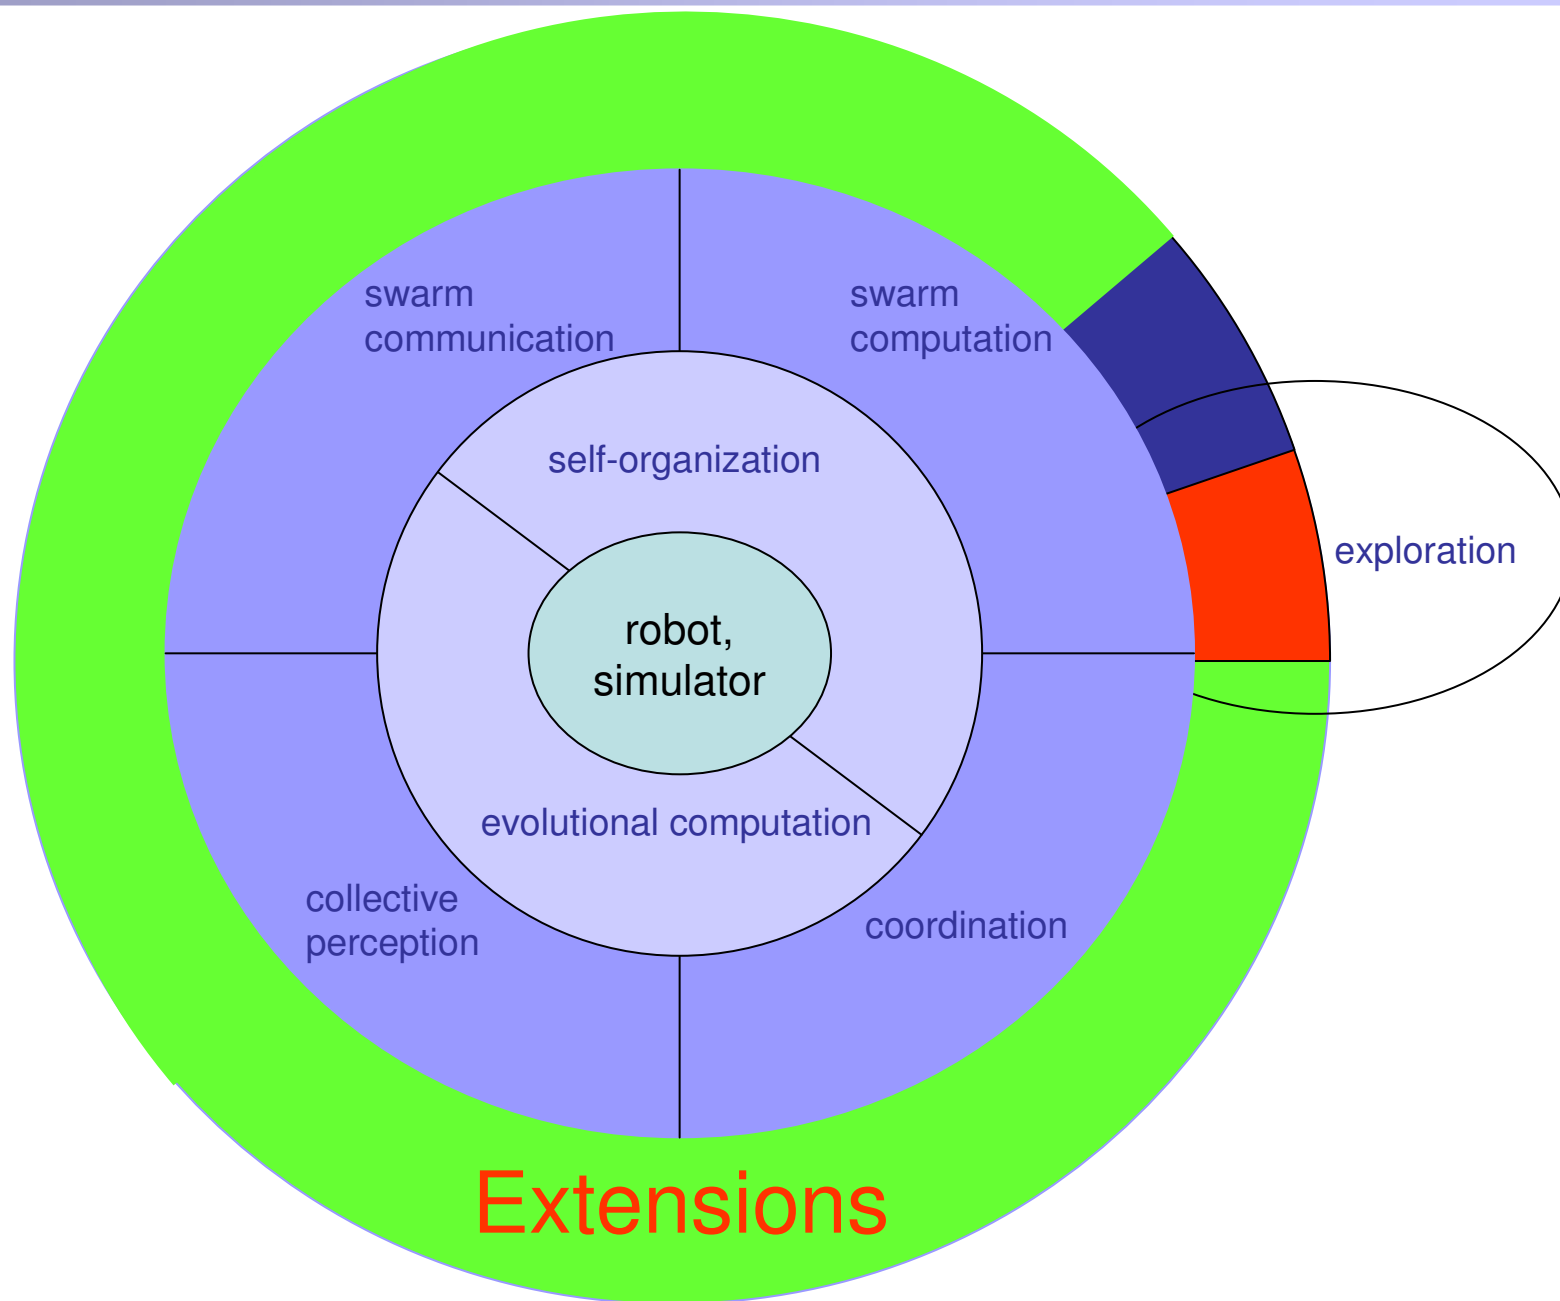 swarm
communication
swarm
computation
self-organization
exploration
robot,
simulator
evolutional computation
collective
perception
coordination
Extensions